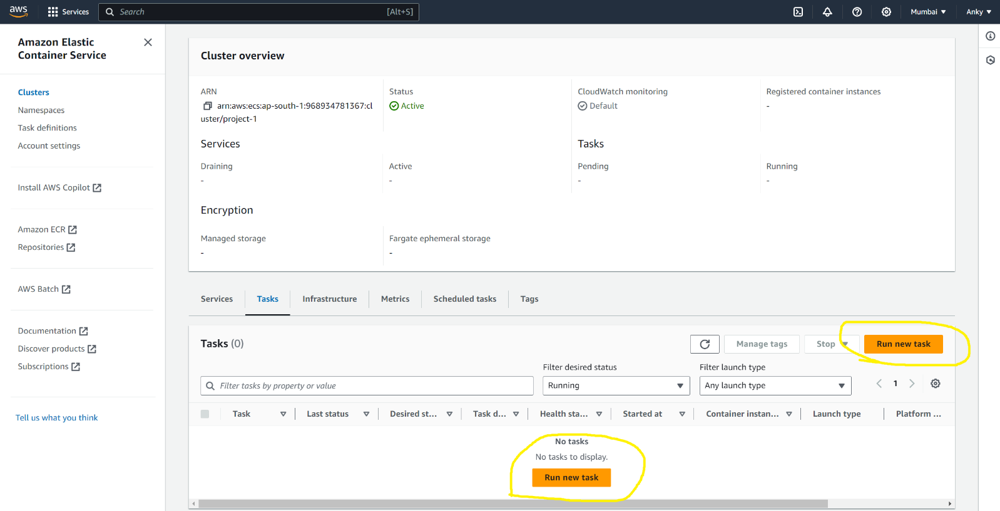 aws
Services
Search
[Alt+S]
Mumbai
Anky
Amazon Elastic
Container Service
Clusters
Namespaces
Task definitions
Account settings
Install AWS Copilot
Amazon ECR
Repositories
AWS Batch
Documentation
Discover products
Subscriptions
Tell us what you think
Cluster overview
ARN
arn:aws:ecs:ap-south-1:968934781367:cl
uster/project-1
Status
Active
CloudWatch monitoring
Default
Registered container instances
-
Services
Tasks
Draining
-
Active
-
Pending
-
Running
-
Encryption
Managed storage
-
Fargate ephemeral storage
-
Services Tasks Infrastructure Metrics Scheduled tasks Tags
Tasks (0)
Manage tags
Stop
Run new task
Filter desired status
Filter launch type
Filter tasks by property or value
Running
Any launch type
1
Task Last status Desired st... Task d... Health sta... Started at Container instan... Launch type Platform ...
No tasks
No tasks to display.
Run new task